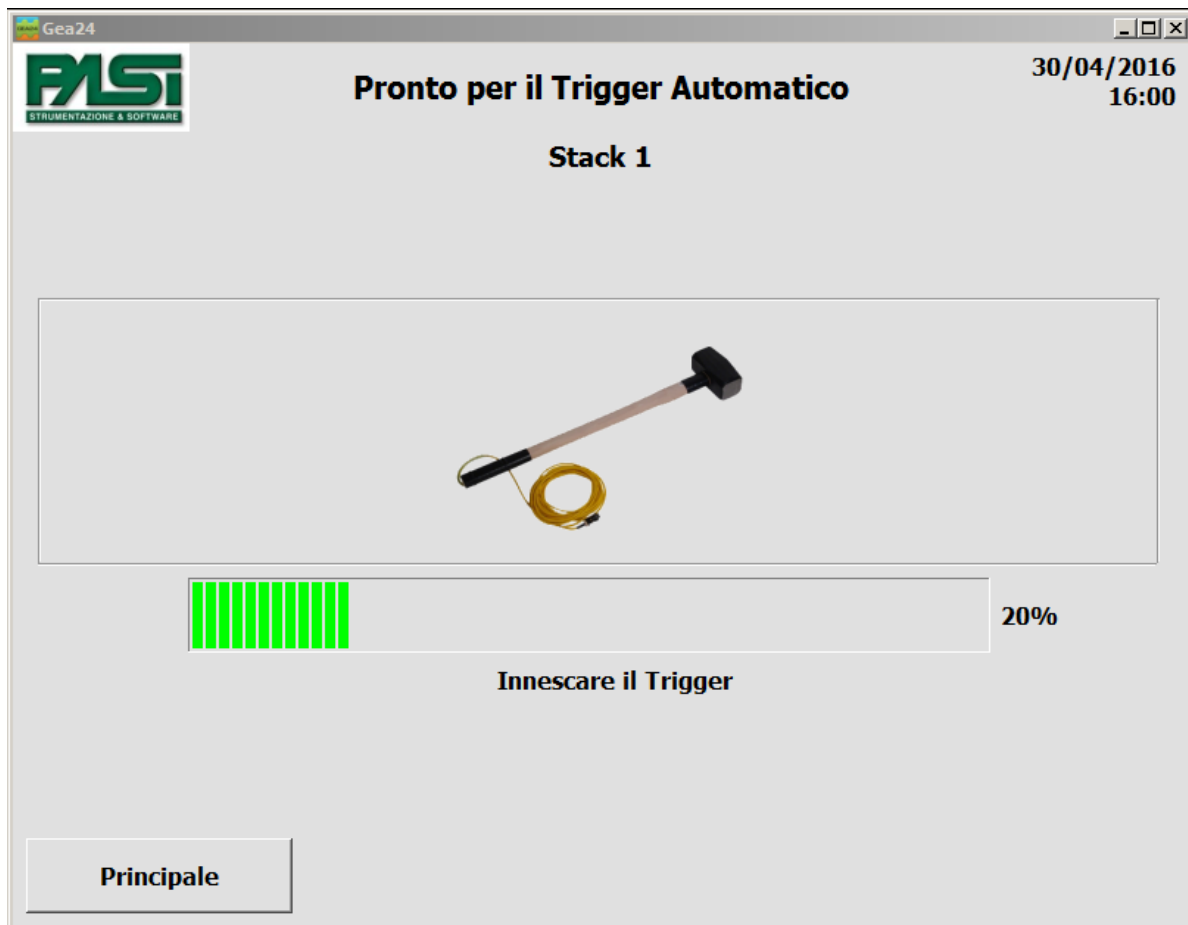 Gea24
PASI
STRUMENTAZIONE & SOFTWARE
Pronto per il Trigger Automatico
30/04/2016
16:00
Stack 1
20%
Innescare il Trigger
Principale